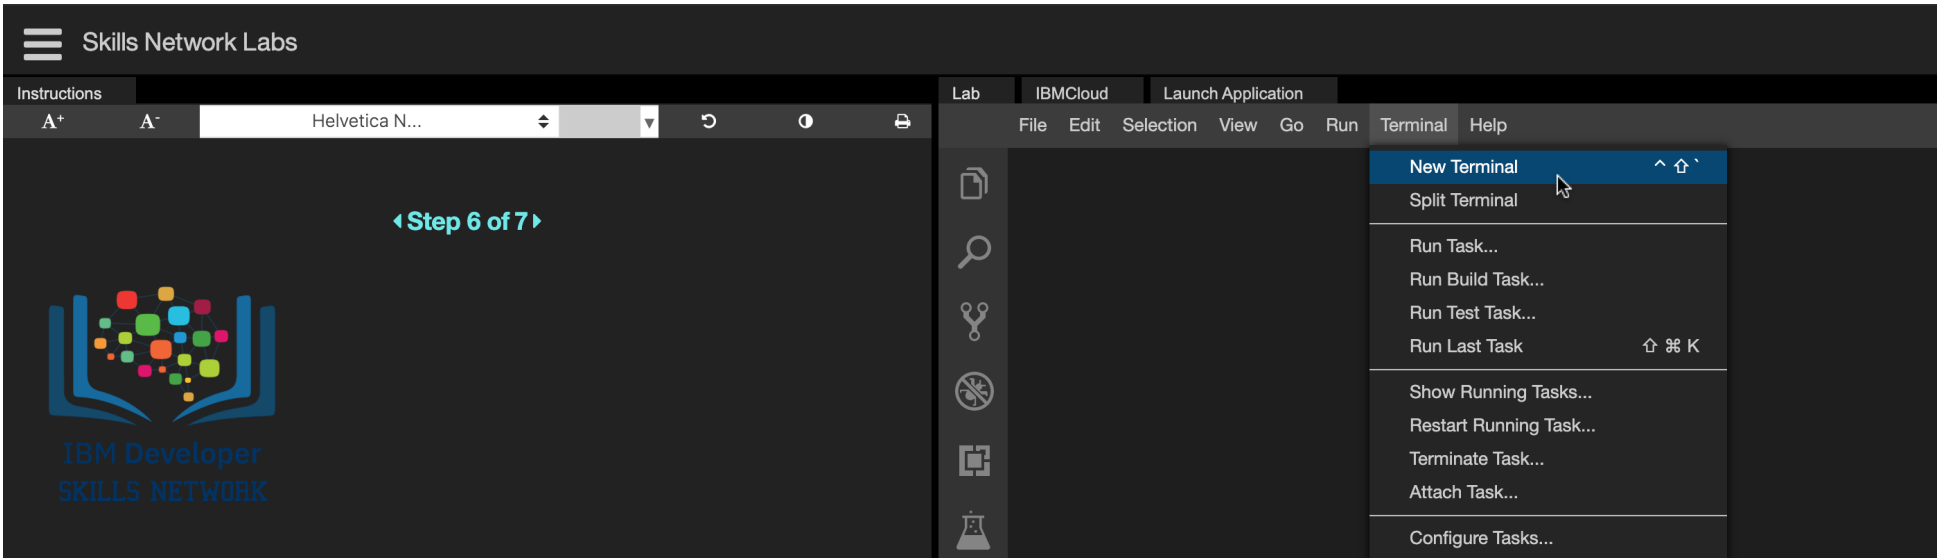 Skills Network Labs
Instructions
A+ A- Helvetica N...
Step 6 of 7
IBM Developer
SKILLS NETWORK
Lab IBMCloud Launch Application
File Edit Selection View Go Run Terminal Help
New Terminal ^ ⇧ `
Split Terminal
Run Task...
Run Build Task...
Run Test Task...
Run Last Task ⇧ ⌘ K
Show Running Tasks...
Restart Running Task...
Terminate Task...
Attach Task...
Configure Tasks...